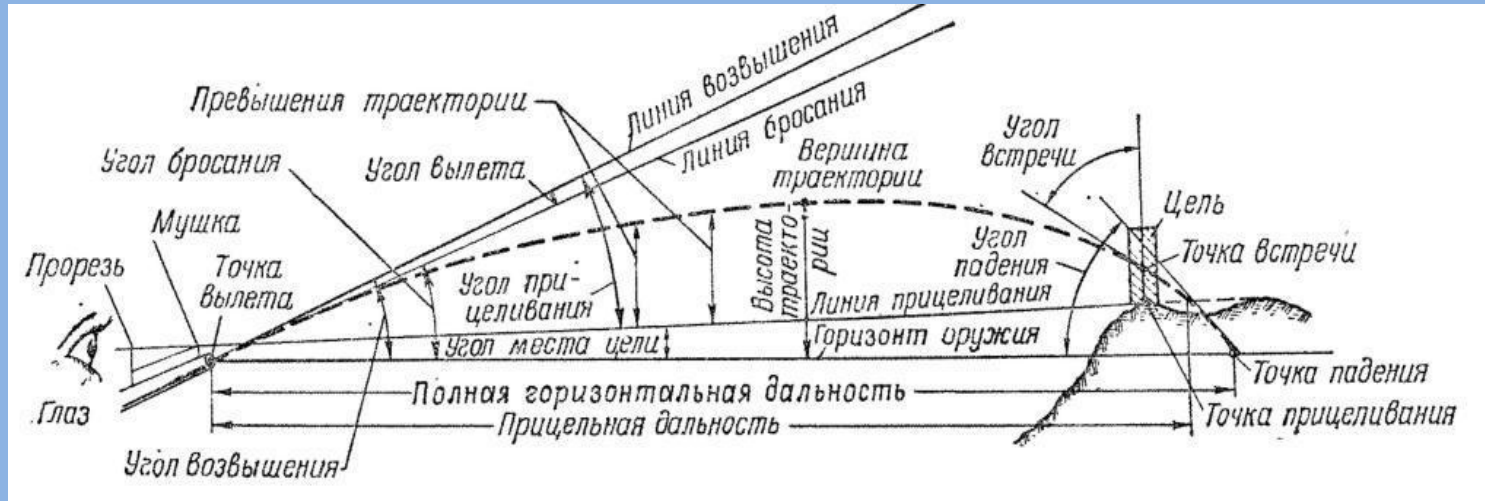 Превышения траектории
Линия возвышения
Линия бросания
Угол бросания
Угол вылета
Вершина
траектории
Угол
встречи
Цель
Мушка
Прорезь
Точка
вылета
Угол при-
целивания
Высота
траекто-
рии
Угол
падения
Точка встречи
Линия прицеливания
Угол места цели
Горизонт оружия
Глаз
Полная горизонтальная дальность
Точка падения
Прицельная дальность
Точка прицеливания
Угол возвышения